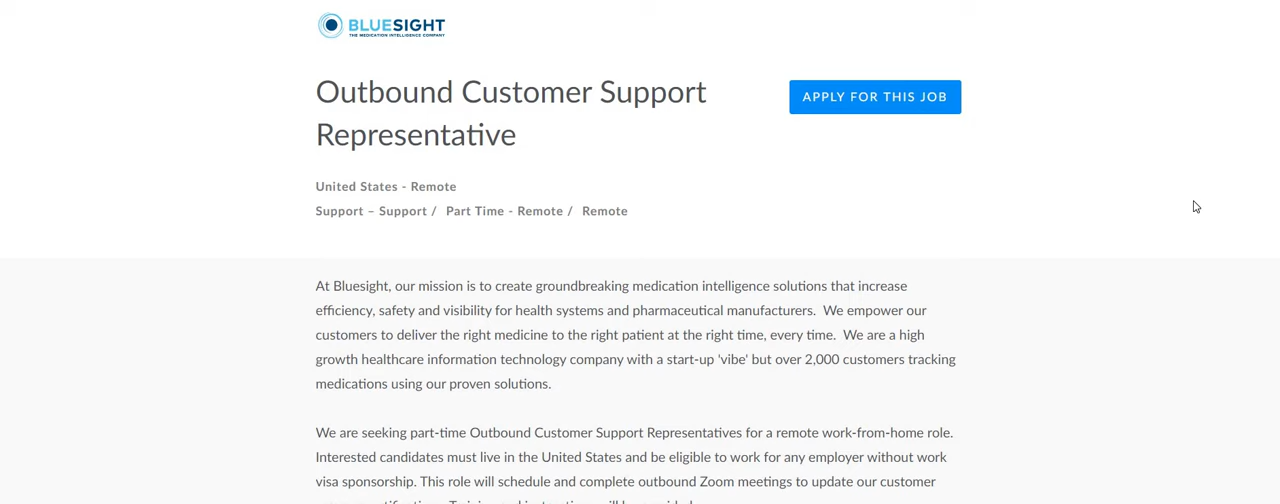 BLUESIGHT
THE MEDICATION INTELLIGENCE COMPANY
Outbound Customer Support
Representative
APPLY FOR THIS JOB
United States - Remote
Support – Support / Part Time - Remote / Remote
At Bluesight, our mission is to create groundbreaking medication intelligence solutions that increase
efficiency, safety and visibility for health systems and pharmaceutical manufacturers. We empower our
customers to deliver the right medicine to the right patient at the right time, every time. We are a high
growth healthcare information technology company with a start-up 'vibe' but over 2,000 customers tracking
medications using our proven solutions.
We are seeking part-time Outbound Customer Support Representatives for a remote work-from-home role.
Interested candidates must live in the United States and be eligible to work for any employer without work
visa sponsorship. This role will schedule and complete outbound Zoom meetings to update our customer